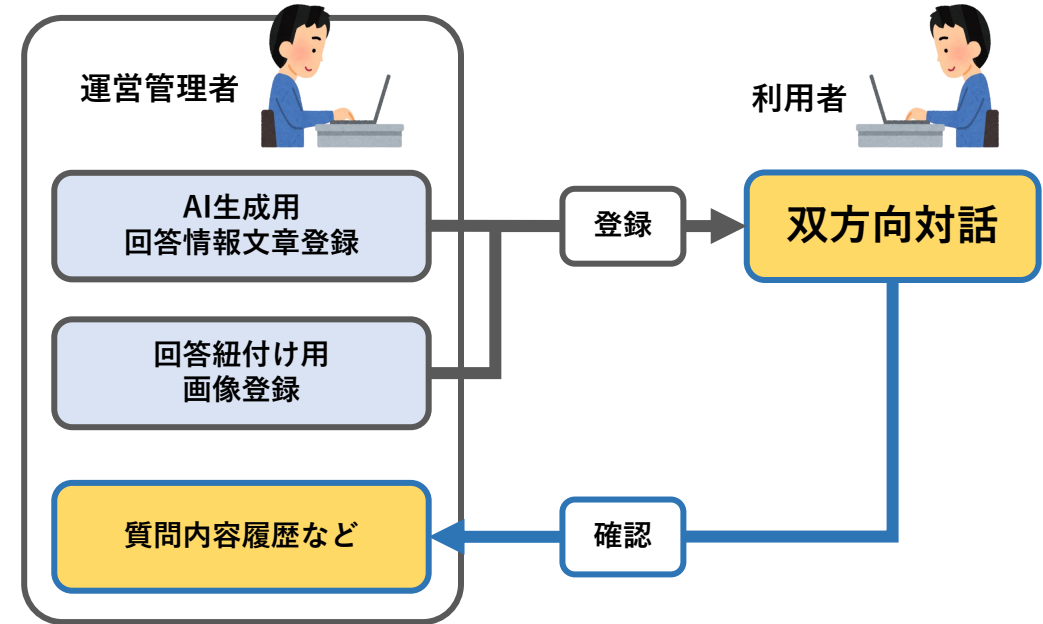 運営管理者
利用者
AI生成用
回答情報文章登録
登録
双方向対話
回答紐付け用
画像登録
質問内容履歴など
確認